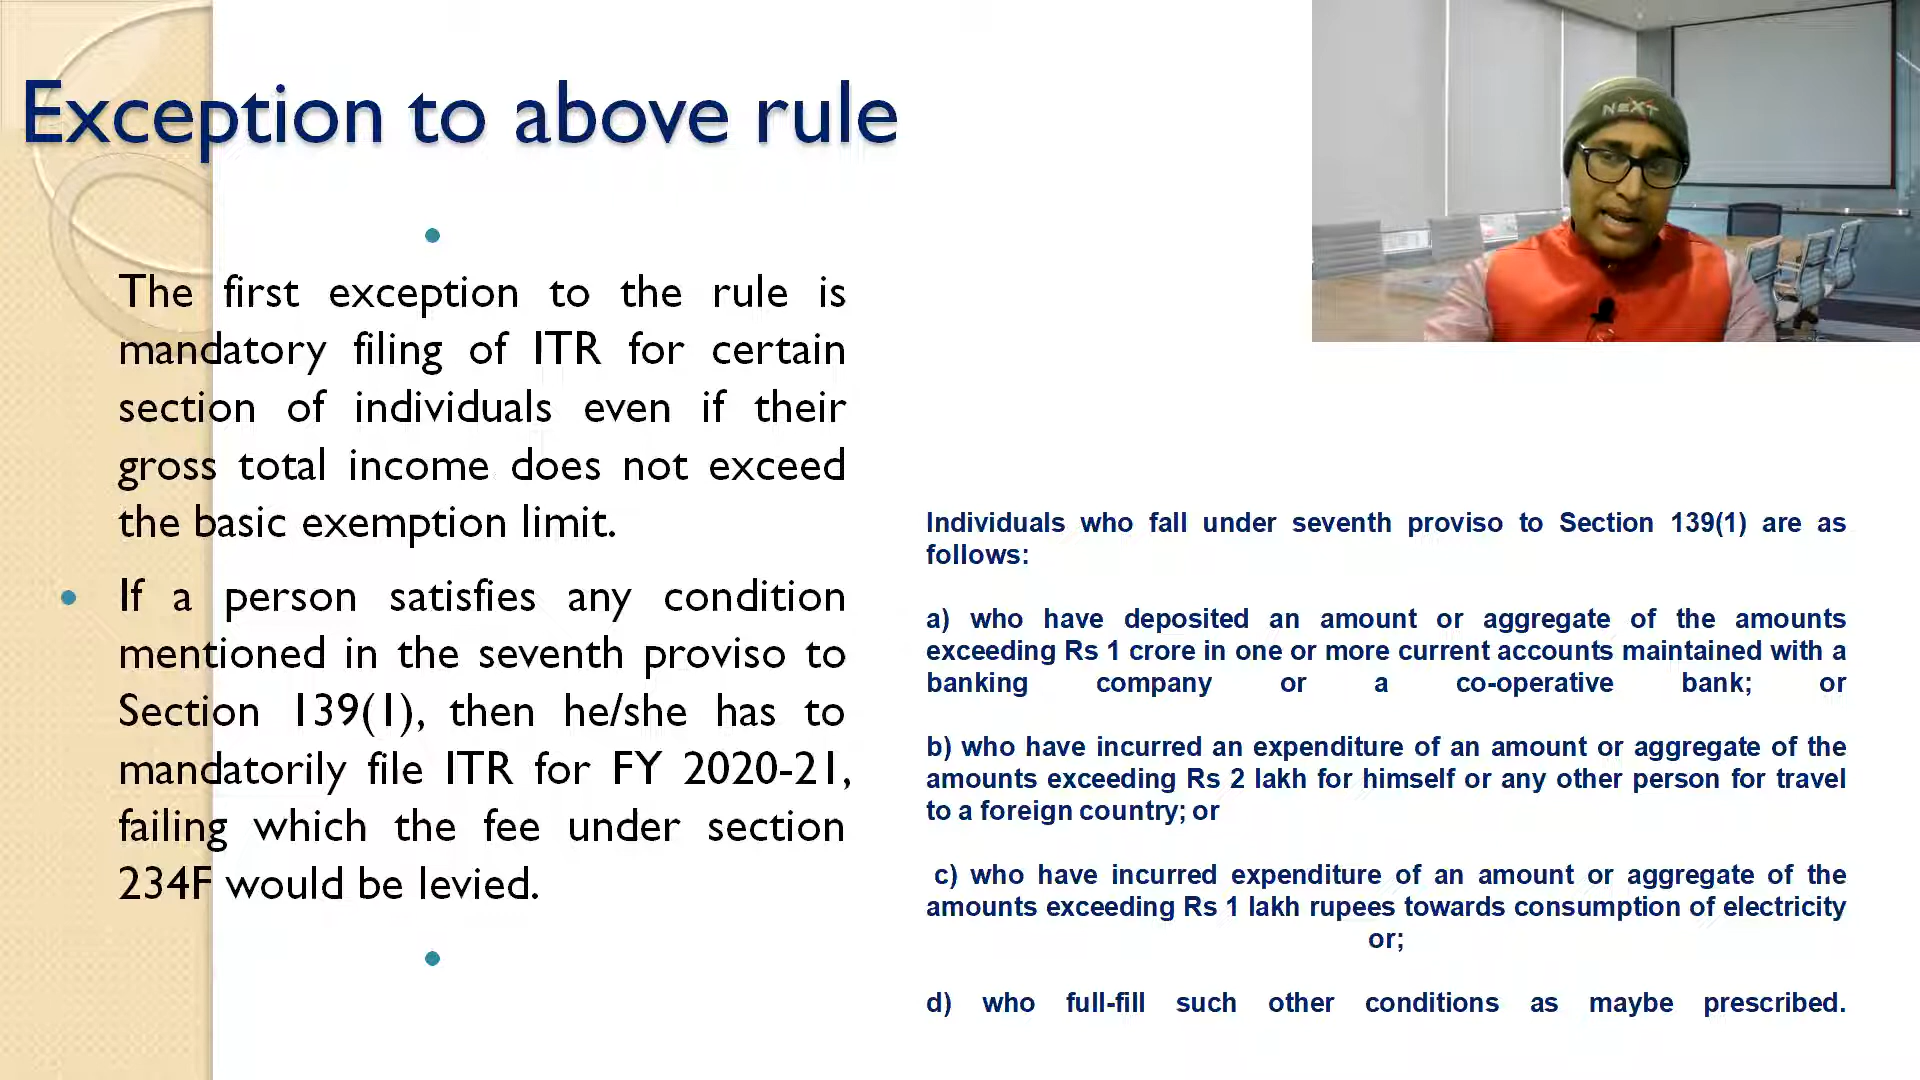 Exception to above rule
NEXT
The first exception to the rule is
mandatory filing of ITR for certain
section of individuals even if their
gross total income does not exceed
the basic exemption limit.
If a person satisfies any condition
mentioned in the seventh proviso to
Section 139(1), then he/she has to
mandatorily file ITR for FY 2020-21,
failing which the fee under section
234F would be levied.
Individuals who fall under seventh proviso to Section 139(1) are as
follows:
a) who have deposited an amount or aggregate of the amounts
exceeding Rs 1 crore in one or more current accounts maintained with a
banking company or a co-operative bank; or
b) who have incurred an expenditure of an amount or aggregate of the
amounts exceeding Rs 2 lakh for himself or any other person for travel
to a foreign country; or
c) who have incurred expenditure of an amount or aggregate of the
amounts exceeding Rs 1 lakh rupees towards consumption of electricity
or;
d) who full-fill such other conditions as maybe prescribed.